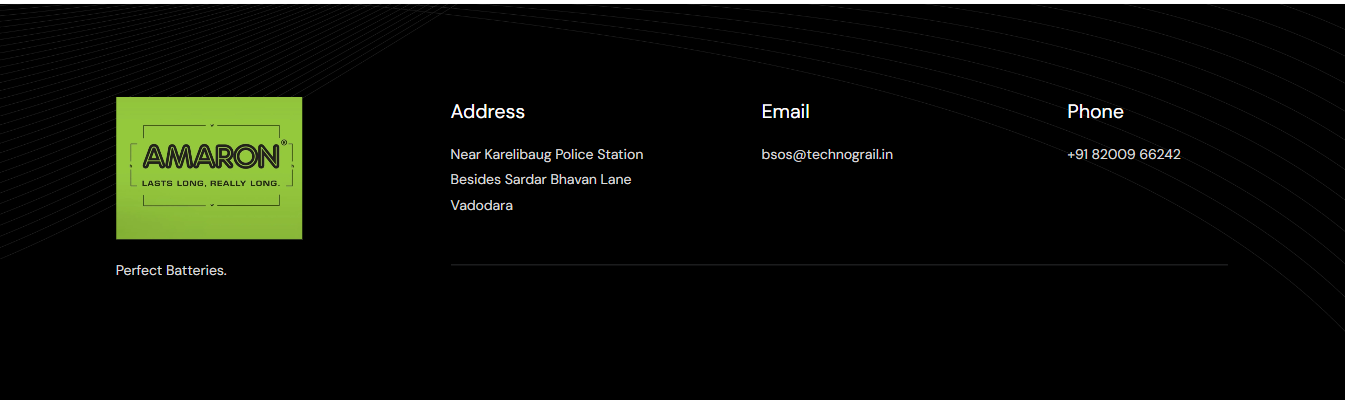 AMARON®
LASTS LONG, REALLY LONG.
Perfect Batteries.
Address
Near Karelibaug Police Station
Besides Sardar Bhavan Lane
Vadodara
Email
bsos@technograil.in
Phone
+91 82009 66242